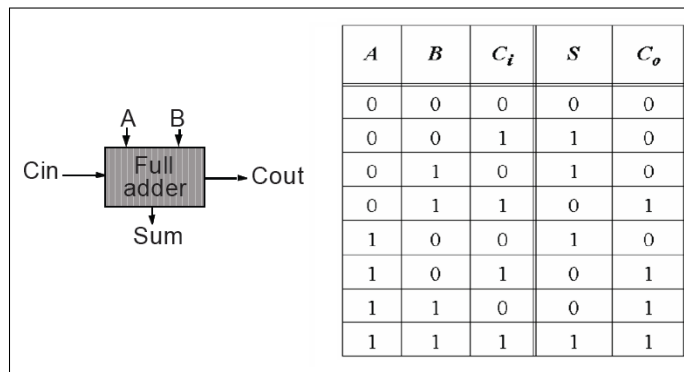 A B
Cin Full adder Cout
Sum
A B Ci S Co
0 0 0 0 0
0 0 1 1 0
0 1 0 1 0
0 1 1 0 1
1 0 0 1 0
1 0 1 0 1
1 1 0 0 1
1 1 1 1 1